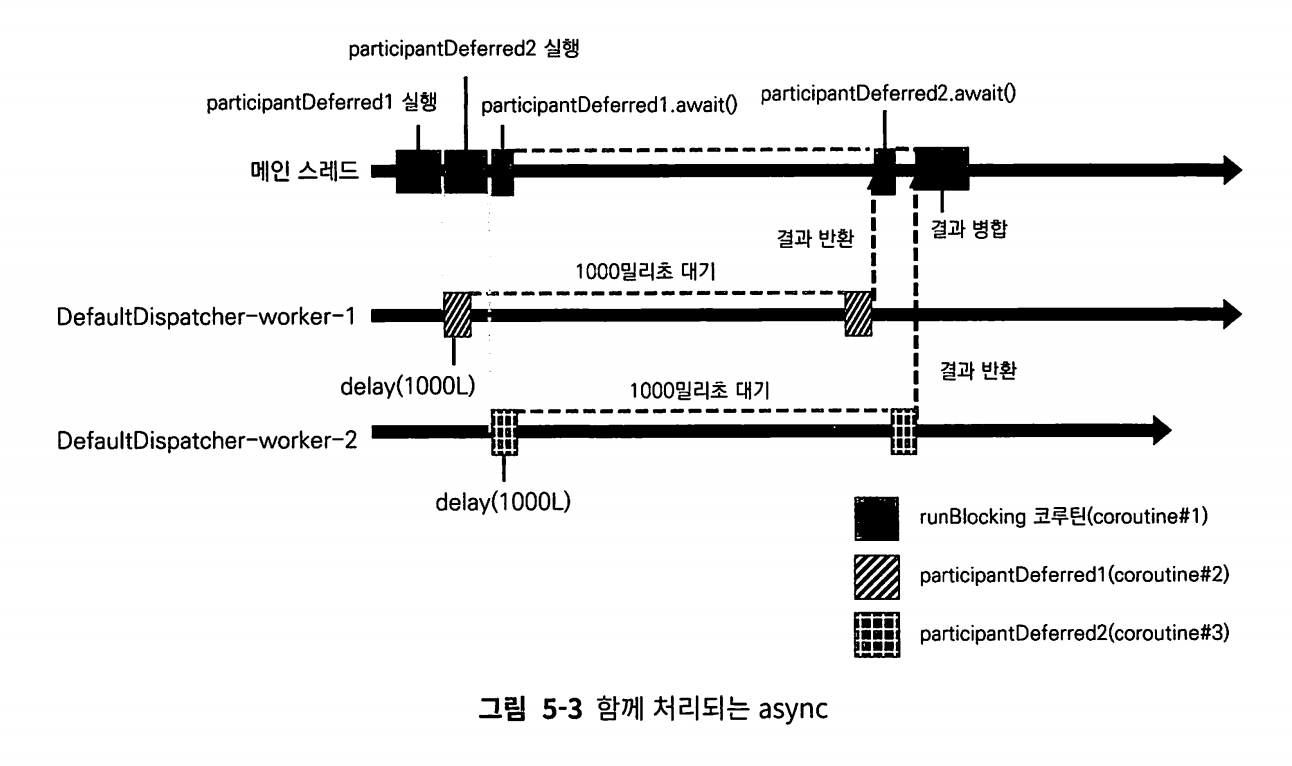 participantDeferred2 실행
participantDeferred1 실행
participantDeferred1.await()
participantDeferred2.await()
메인 스레드
결과 반환
결과 병합
1000밀리초 대기
DefaultDispatcher-worker-1
delay(1000L)
1000밀리초 대기
결과 반환
DefaultDispatcher-worker-2
delay(1000L)
runBlocking 코루틴(coroutine#1)
participantDeferred1(coroutine#2)
participantDeferred2(coroutine#3)
그림 5-3 함께 처리되는 async